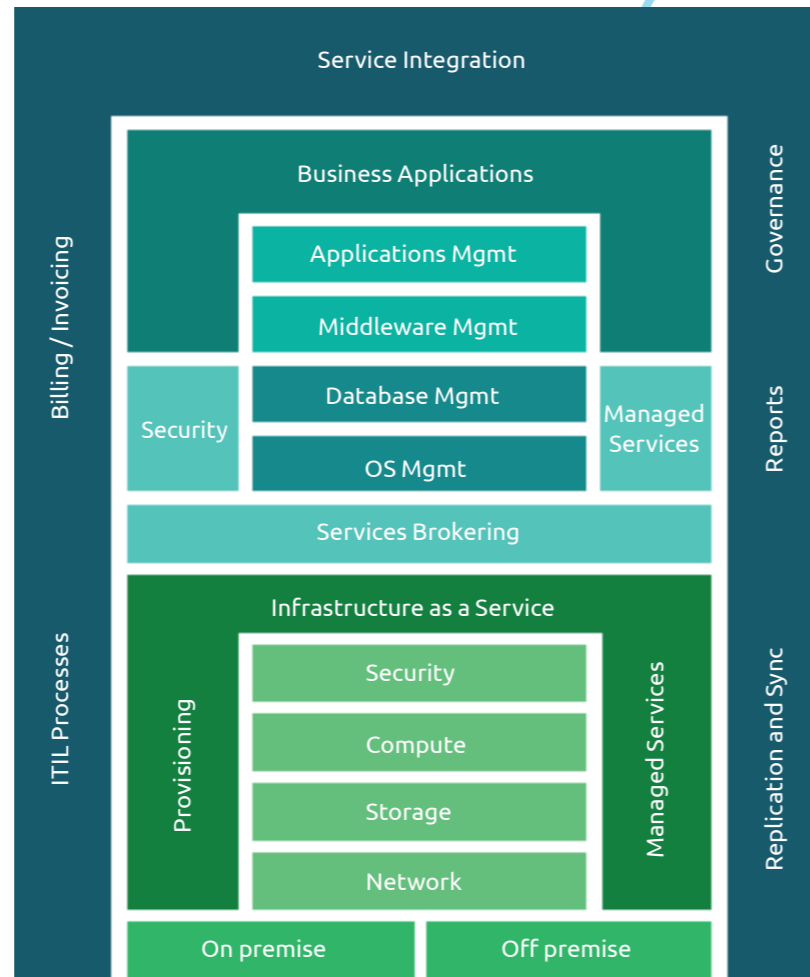 Service Integration
Billing / Invoicing
ITIL Processes
Governance
Reports
Replication and Sync
Business Applications
Applications Mgmt
Middleware Mgmt
Security
Database Mgmt
OS Mgmt
Managed
Services
Services Brokering
Infrastructure as a Service
Provisioning
Security
Compute
Storage
Network
Managed Services
On premise
Off premise